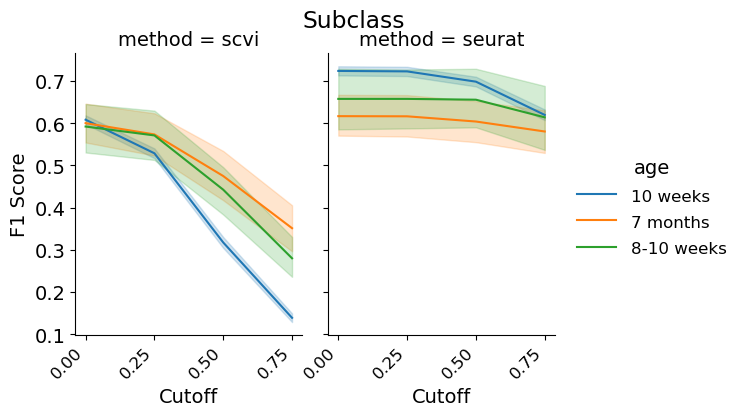 Subclass
method = scvi
method = seurat
F1 Score
0.7
0.6
0.5
0.4
0.3
0.2
0.1
0.00
0.25
0.50
0.75
Cutoff
0.00
0.25
0.50
0.75
Cutoff
age
10 weeks
7 months
8-10 weeks